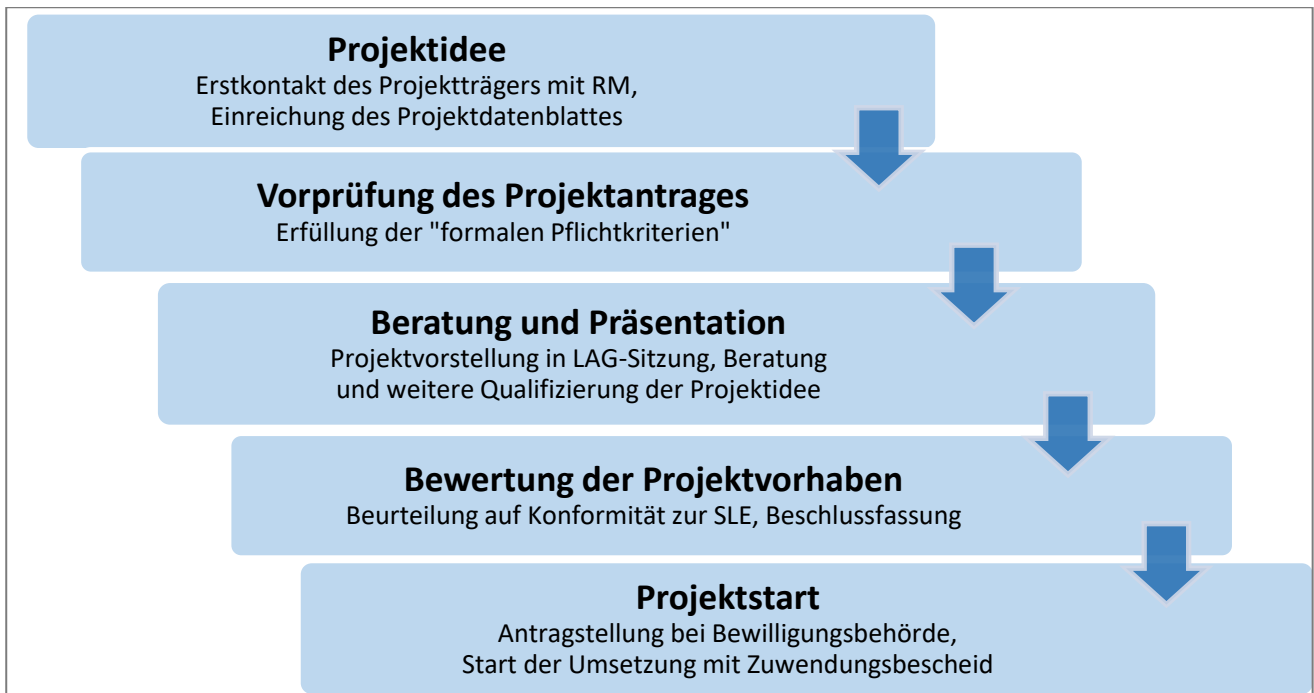 Projektidee
Erstkontakt des Projektträgers mit RM,
Einreichung des Projektdatenblattes
Vorprüfung des Projektantrages
Erfüllung der "formalen Pflichtkriterien"
Beratung und Präsentation
Projektvorstellung in LAG-Sitzung, Beratung
und weitere Qualifizierung der Projektidee
Bewertung der Projektvorhaben
Beurteilung auf Konformität zur SLE, Beschlussfassung
Projektstart
Antragstellung bei Bewilligungsbehörde,
Start der Umsetzung mit Zuwendungsbescheid